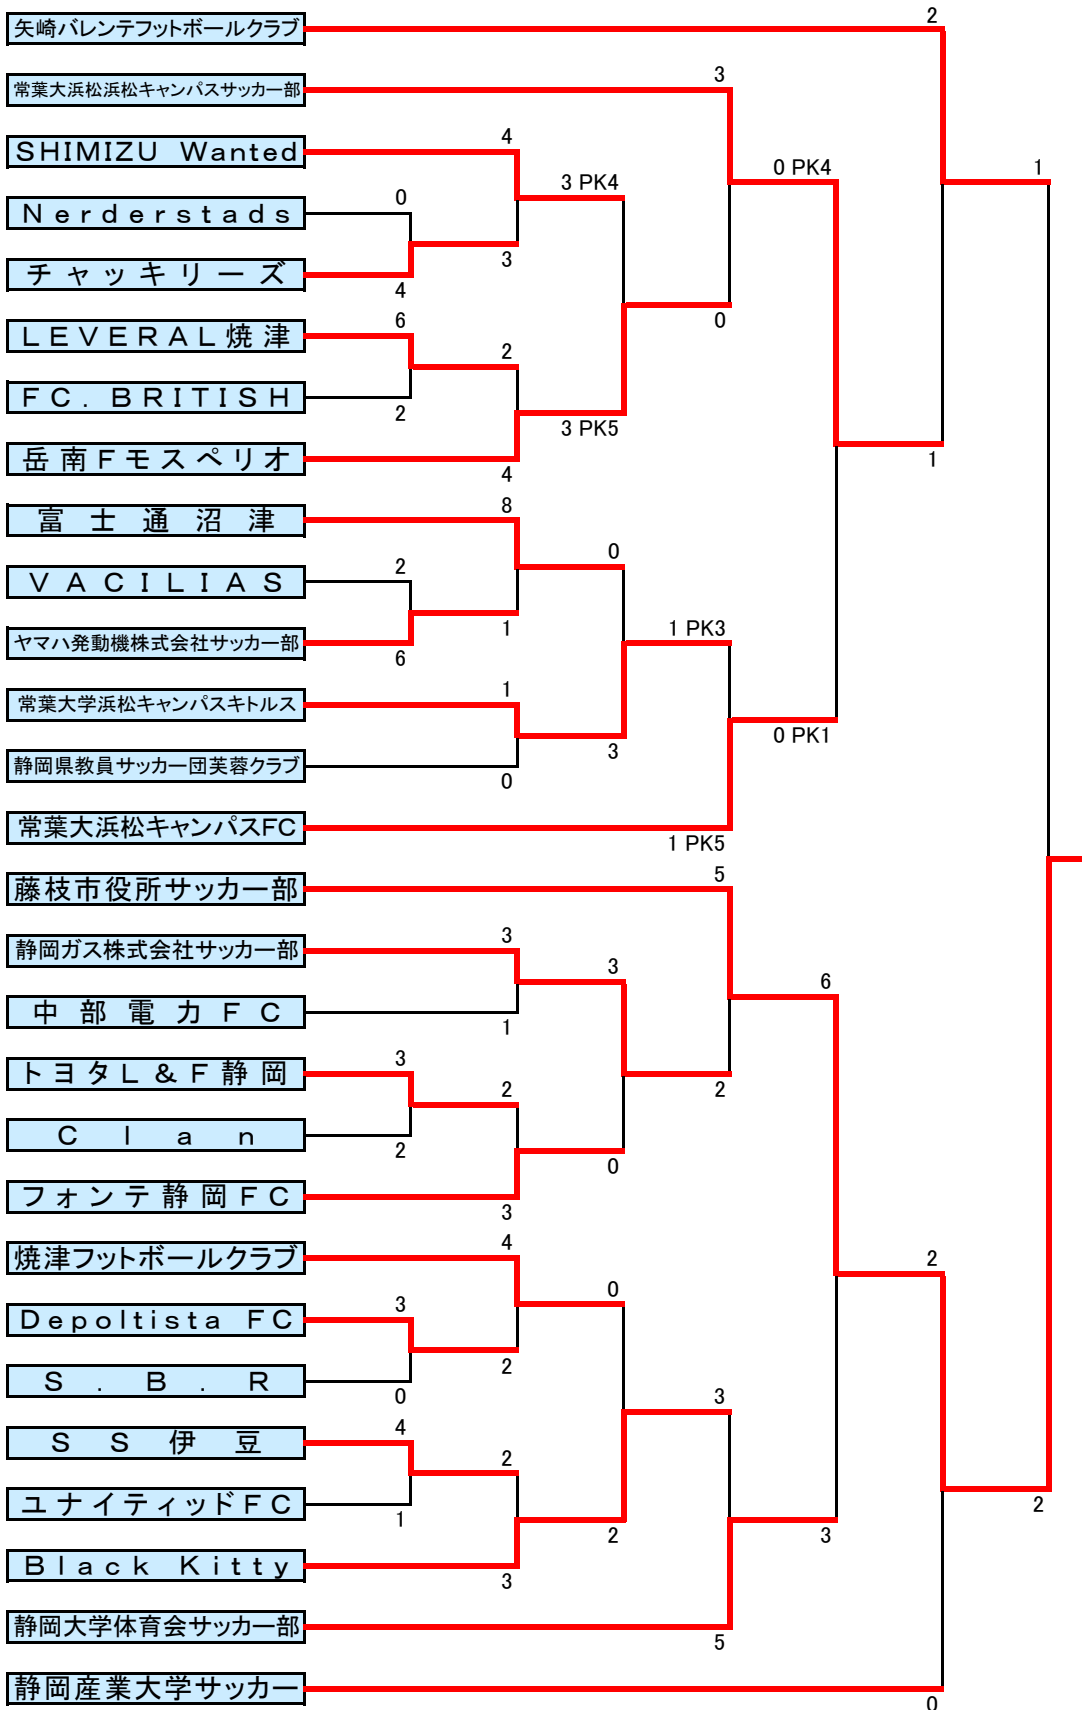 矢崎バレンテフットボールクラブ
2
3
常葉大浜松浜松キャンパスサッカー部
4
SHIMIZU Wanted
0 PK4
1
3 PK4
0
Nerderstads
3
チャッキリーズ
4
6
0
LEVERAL焼津
2
FC.BRITISH
2
3 PK5
岳南Fモスペリオ
1
4
8
富士通沼津
0
2
VACILIAS
1
1 PK3
ヤマハ発動機株式会社サッカー部
6
1
常葉大学浜松キャンパスキトルス
0 PK1
3
静岡県教員サッカー団芙蓉クラブ
0
常葉大浜松キャンパスFC
1 PK5
5
藤枝市役所サッカー部
3
静岡ガス株式会社サッカー部
3
6
中部電力FC
1
3
トヨタL&F静岡
2
2
Clan
2
0
フォンテ静岡FC
3
4
焼津フットボールクラブ
2
0
3
Depoltista FC
2
S.B.R
0
3
4
SS伊豆
2
ユナイティッドFC
2
1
2
3
Black Kitty
3
静岡大学体育会サッカー部
5
静岡産業大学サッカー
0